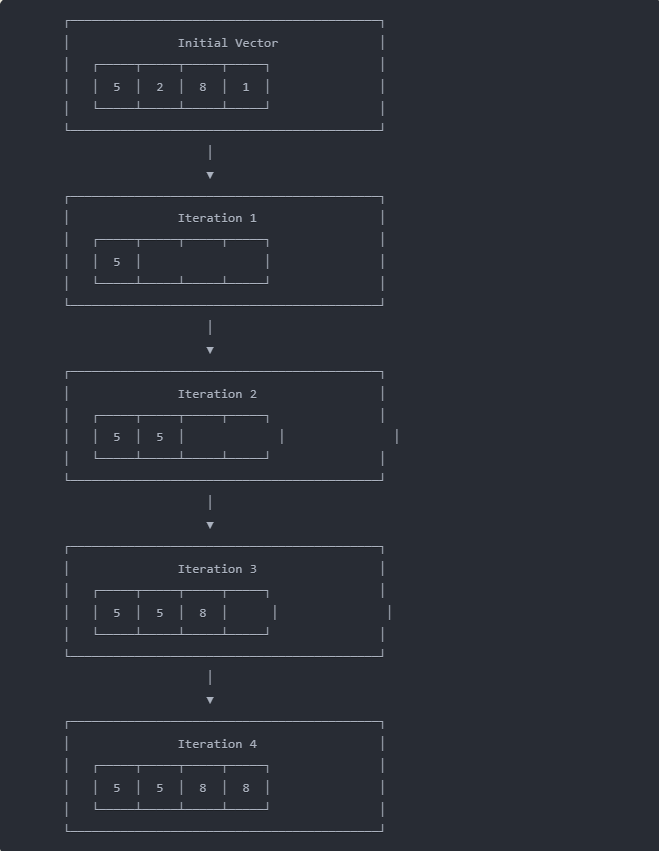 Initial Vector
5 2 8 1
Iteration 1
5
Iteration 2
5 5
Iteration 3
5 5 8
Iteration 4
5 5 8 8